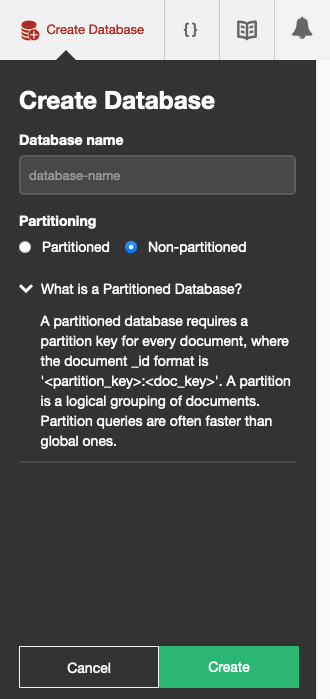 Create Database
{ }
Create Database
Database name
database-name
Partitioning
Partitioned Non-partitioned
What is a Partitioned Database?
A partitioned database requires a
partition key for every document, where
the document _id format is
'<partition_key>:<doc_key>'. A partition
is a logical grouping of documents.
Partition queries are often faster than
global ones.
Cancel Create